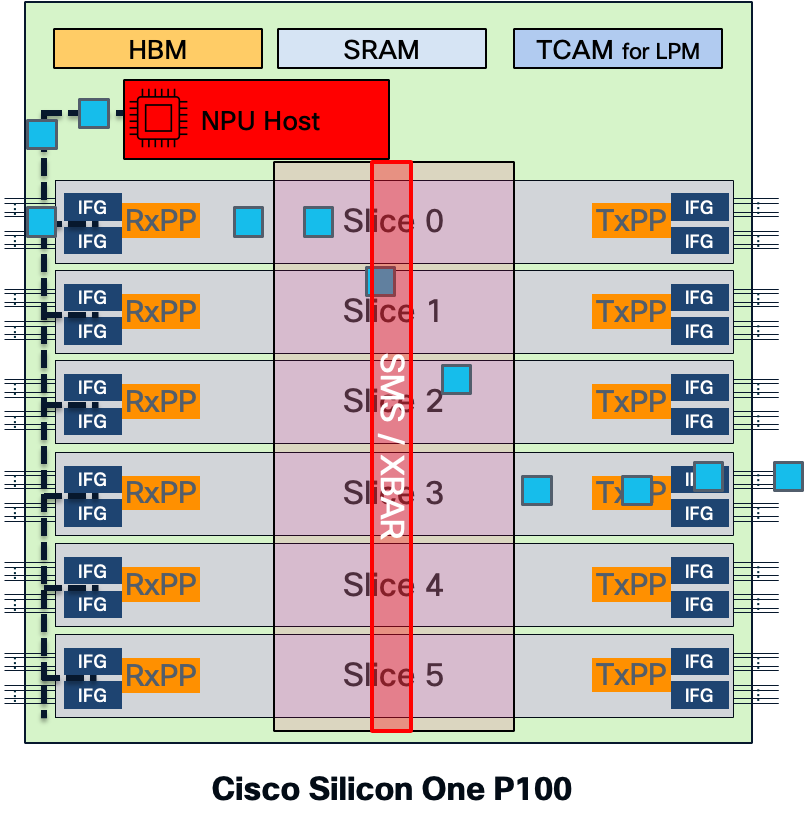 HBM SRAM TCAM for LPM
NPU Host
IFG RxPP Slice 0 TxPP IFG
IFG IFG
IFG RxPP Slice 1 TxPP IFG
IFG IFG
IFG RxPP Slice 2 TxPP IFG
IFG IFG
IFG RxPP Slice 3
IFG IFG
IFG RxPP Slice 4 TxPP IFG
IFG IFG
IFG RxPP Slice 5 TxPP IFG
IFG IFG
SMS / XBAR
Cisco Silicon One P100